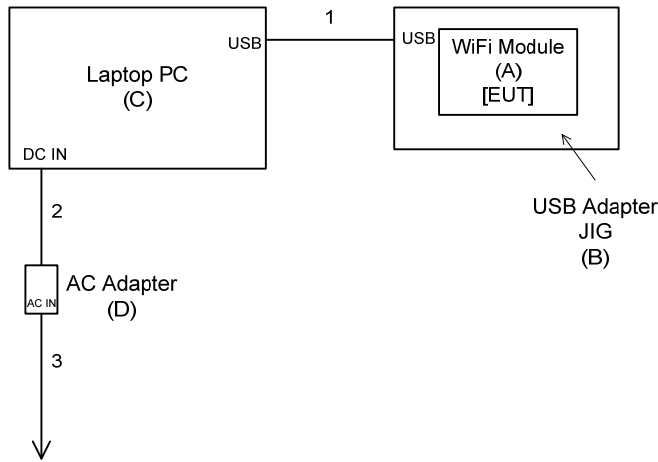 1
USB
Laptop PC
(C)
DC IN
USB
WiFi Module
(A)
[EUT]
USB Adapter
JIG
(B)
2
AC IN
AC Adapter
(D)
3